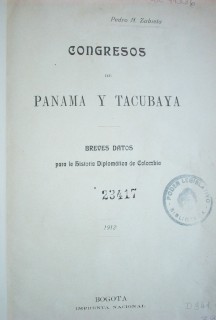 Pedro A. Zubieta
CONGRESOS
DE
PANAMA Y TACUBAYA
BREVES DATOS
para la Historia Diplomática de Colombia
23417
1912
BOGOTA
IMPRENTA NACIONAL